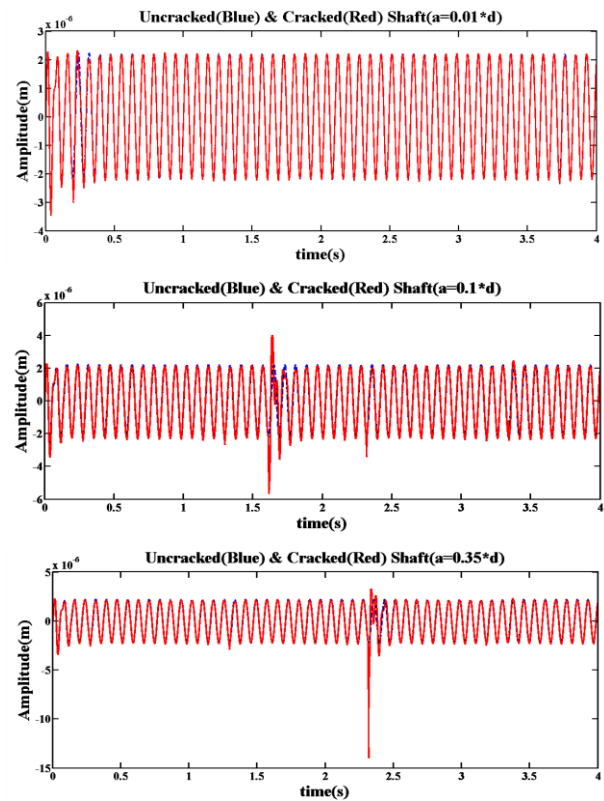 Uncracked(Blue) & Cracked(Red) Shaft(a=0.01*d)
x 10⁻⁶
3
2
1
0
-1
-2
-3
-4
Amplitude(m)
0 0.5 1 1.5 2 2.5 3 3.5 4
time(s)
Uncracked(Blue) & Cracked(Red) Shaft(a=0.1*d)
x 10⁻⁶
6
4
2
0
-2
-4
-6
Amplitude(m)
0 0.5 1 1.5 2 2.5 3 3.5 4
time(s)
Uncracked(Blue) & Cracked(Red) Shaft(a=0.35*d)
x 10⁻⁶
5
0
-5
-10
-15
Amplitude(m)
0 0.5 1 1.5 2 2.5 3 3.5 4
time(s)